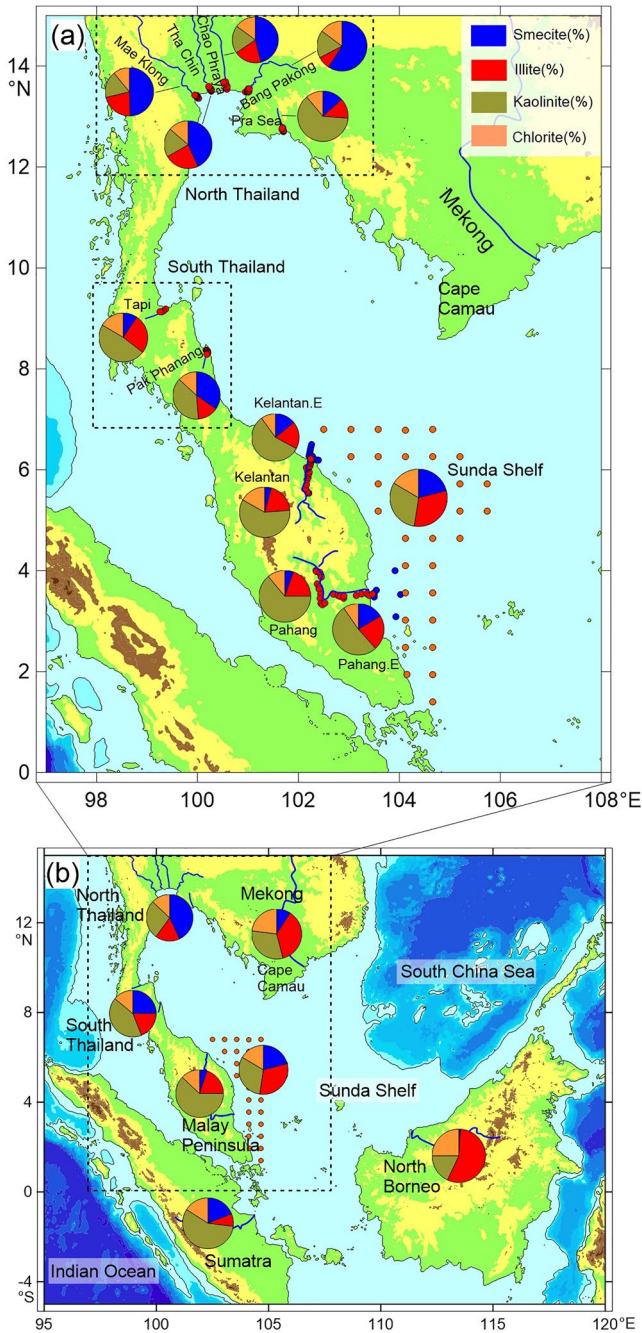 (a)
14
°N
12
10
8
6
4
2
0
98
100
102
104
106
108°E
Mae Klong
Tha Chin
Chao Phraya
Bang Pakong
Pra Sea
Smecite(%)
Illite(%)
Kaolinite(%)
Chlorite(%)
North Thailand
Mekong
South Thailand
Cape
Camau
Tapi
Pak Phanang
Kelantan.E
Kelantan
Sunda Shelf
Pahang
Pahang.E
(b)
12
°N
8
4
0
-4
°S
95
100
105
110
115
120°E
North
Thailand
Mekong
Cape
Camau
South China Sea
South
Thailand
Sunda Shelf
Malay
Peninsula
North
Borneo
Sumatra
Indian Ocean